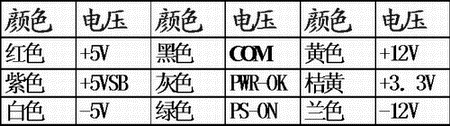 颜色 电压 颜色 电压 颜色 电压
红色 +5V 黑色 COM 黄色 +12V
紫色 +5VSB 灰色 PWR-OK 桔黄 +3.3V
白色 -5V 绿色 PS-ON 兰色 -12V